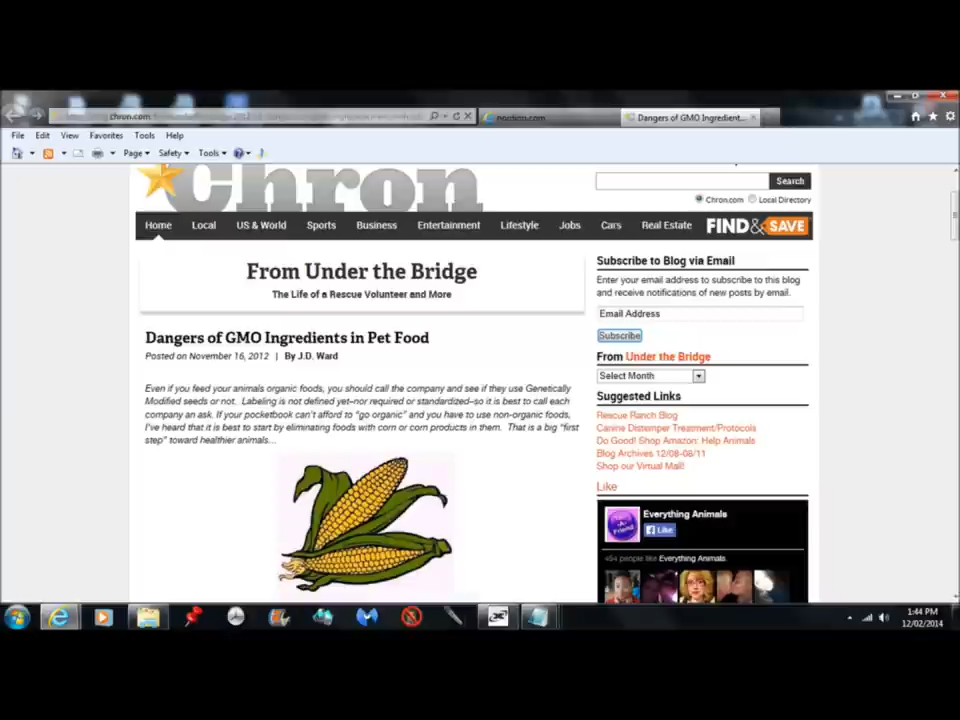 chron.com
Dangers of GMO Ingredient...
File Edit View Favorites Tools Help
Page Safety Tools
Chron
Search
Chron.com Local Directory
Home Local US & World Sports Business Entertainment Lifestyle Jobs Cars Real Estate FIND & SAVE
From Under the Bridge
The Life of a Rescue Volunteer and More
Dangers of GMO Ingredients in Pet Food
Posted on November 16, 2012 | By J.D. Ward
Even if you feed your animals organic foods, you should call the company and see if they use Genetically
Modified seeds or not. Labeling is not defined yet–nor required or standardized–so it is best to call each
company an ask. If your pocketbook can't afford to "go organic" and you have to use non-organic foods,
I've heard that it is best to start by eliminating foods with corn or corn products in them. That is a big "first
step" toward healthier animals…
Subscribe to Blog via Email
Enter your email address to subscribe to this blog
and receive notifications of new posts by email.
Email Address
Subscribe
From Under the Bridge
Select Month
Suggested Links
Rescue Ranch Blog
Canine Distemper Treatment/Protocols
Do Good! Shop Amazon: Help Animals
Blog Archives 12/08-08/11
Shop our Virtual Mall!
Like
Everything Animals
Like
454 people like Everything Animals.
1:44 PM
12/02/2014